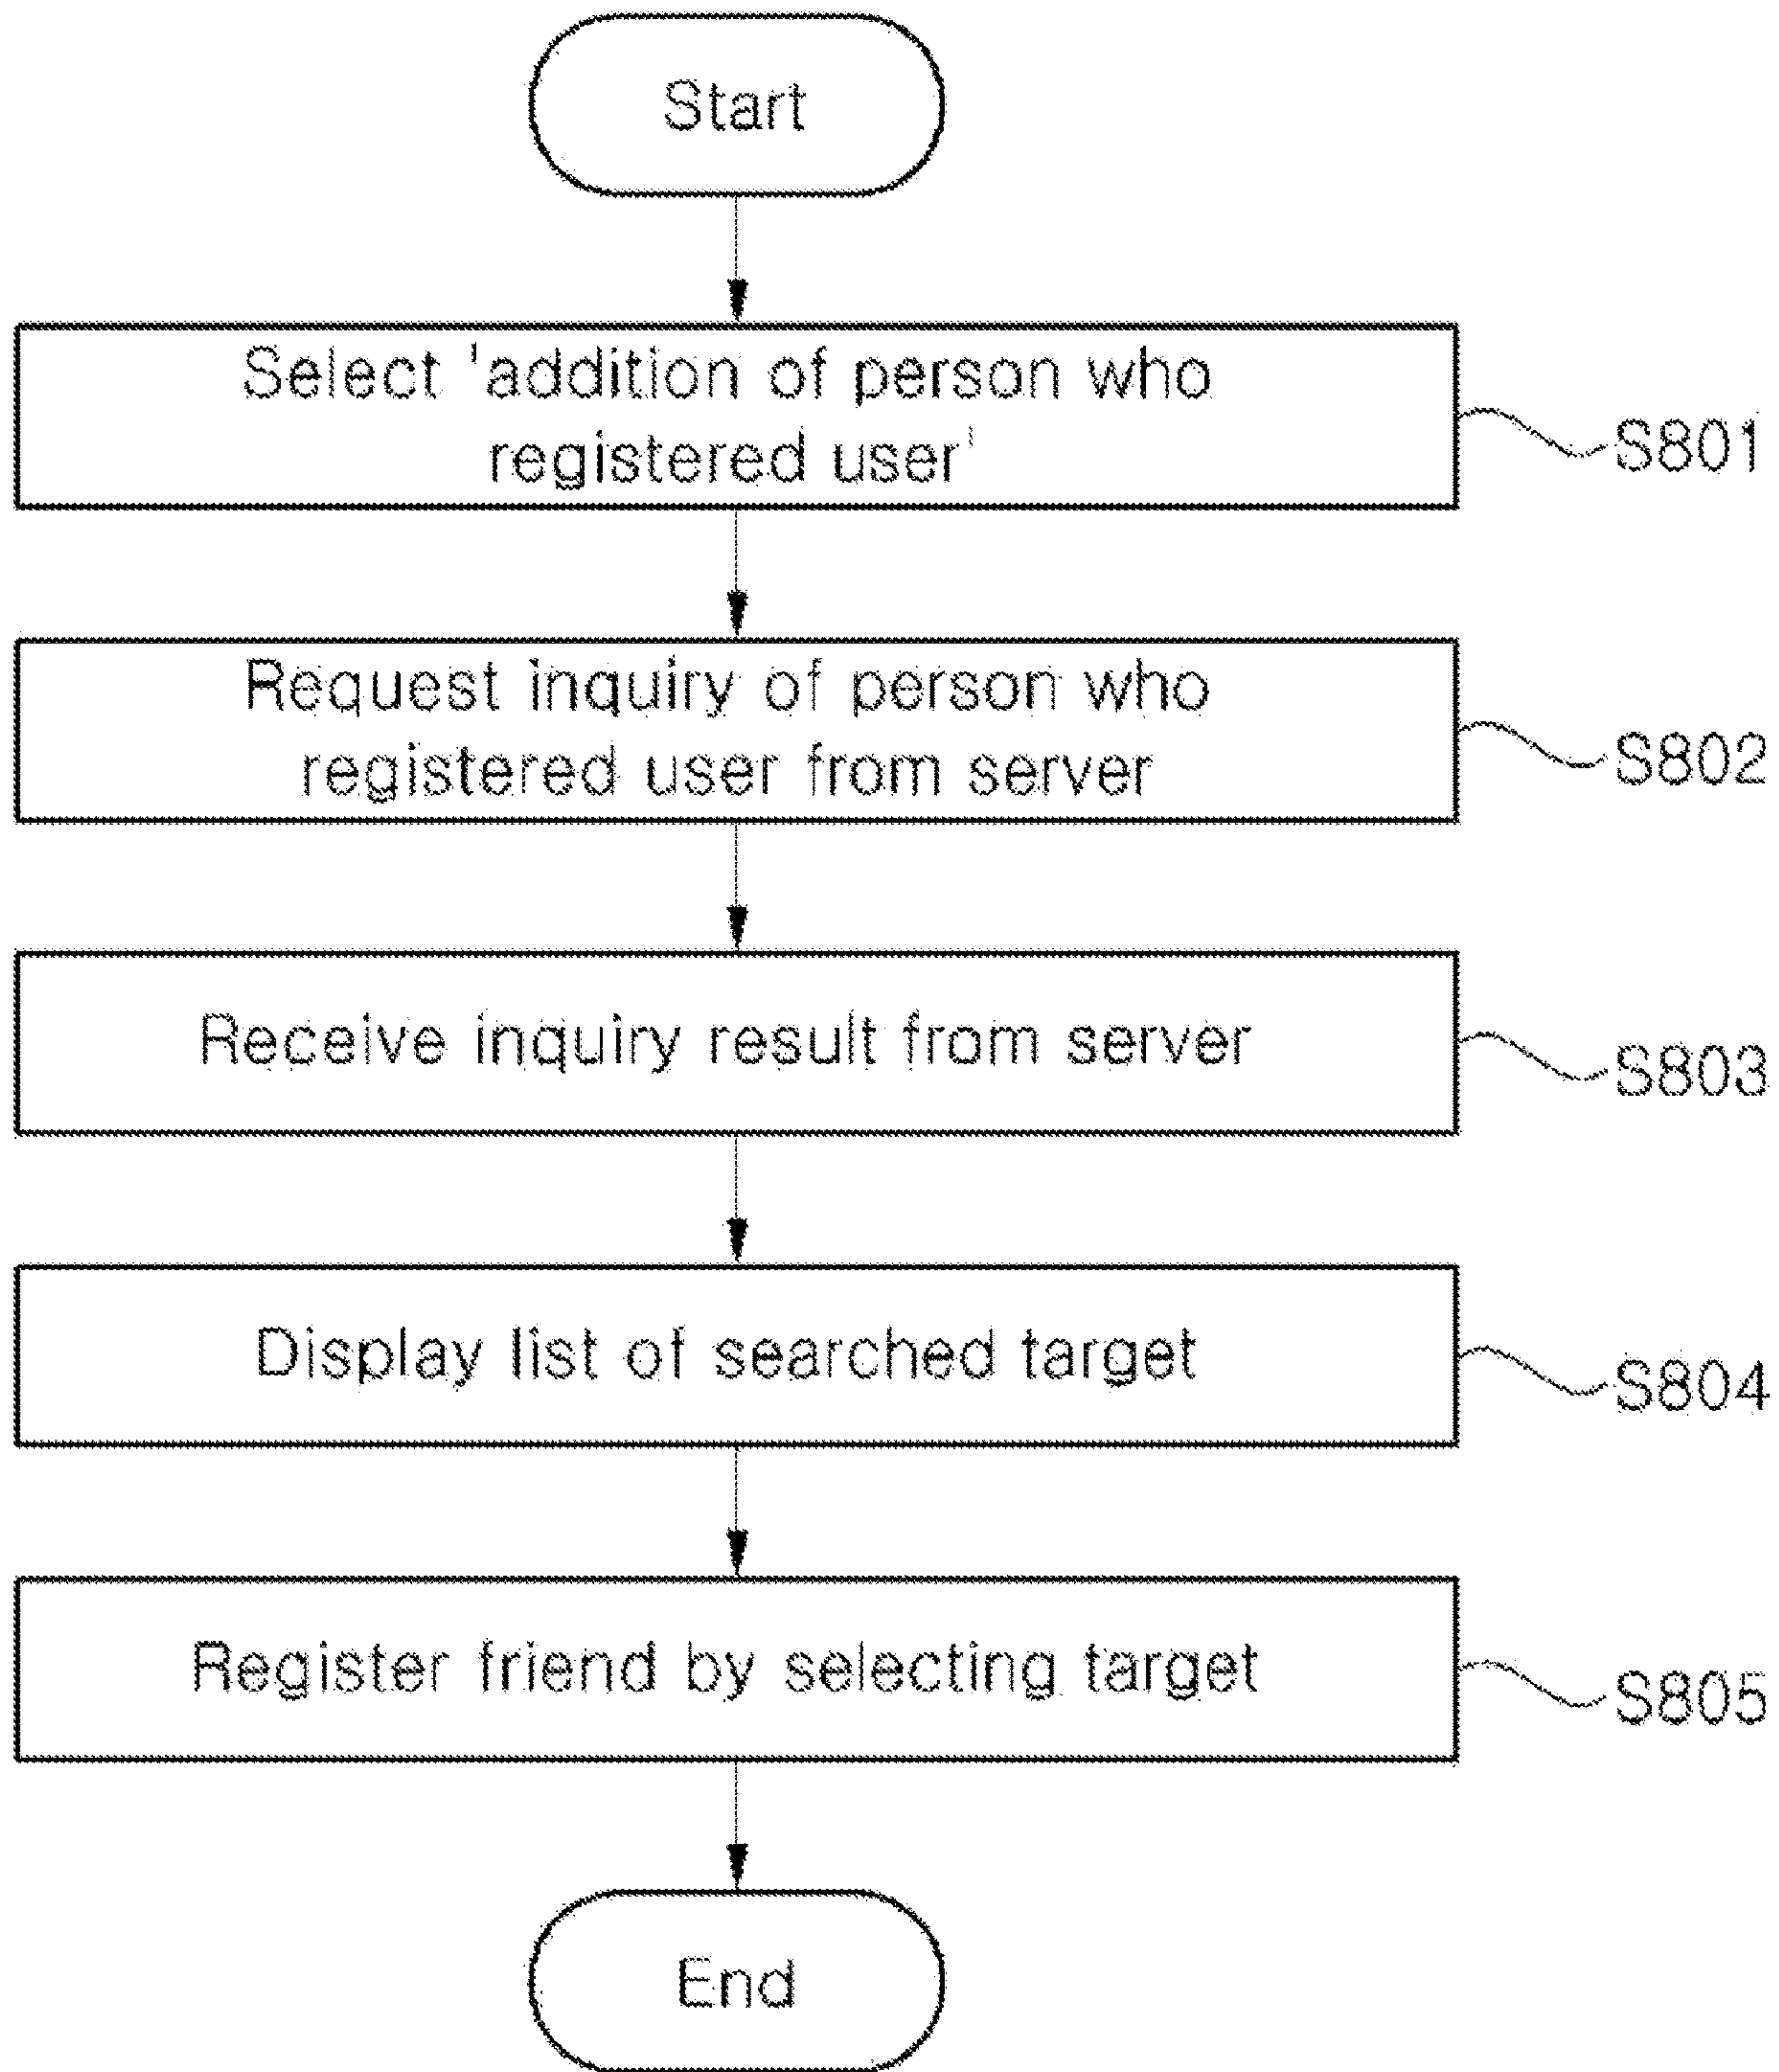 Start
Select 'addition of person who
registered user'
S801
Request inquiry of person who
registered user from server
S802
Receive inquiry result from server
S803
Display list of searched target
S804
Register friend by selecting target
S805
End